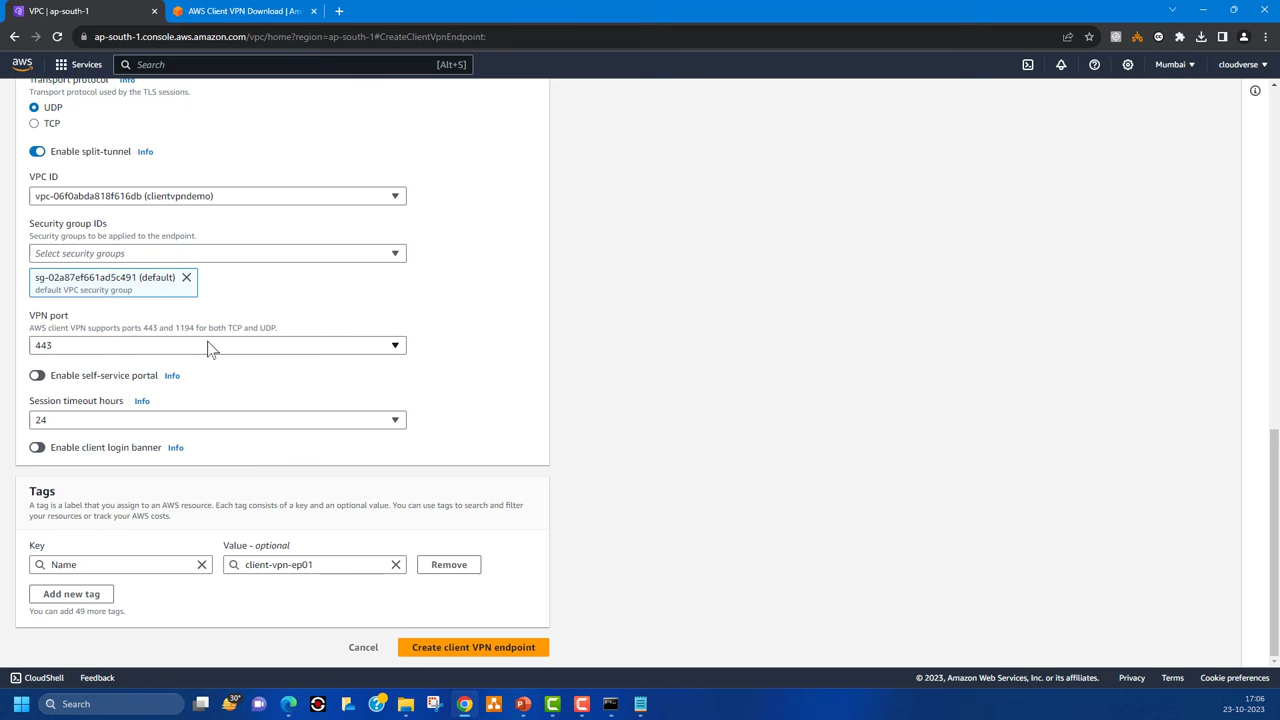 VPC | ap-south-1
AWS Client VPN Download | Am
ap-south-1.console.aws.amazon.com/vpc/home?region=ap-south-1#CreateClientVpnEndpoint:
aws
Services
Search
[Alt+S]
Mumbai
cloudverse
Transport protocol Info
Transport protocol used by the TLS sessions.
UDP
TCP
Enable split-tunnel Info
VPC ID
vpc-06f0abda818f616db (clientvpndemo)
Security group IDs
Security groups to be applied to the endpoint.
Select security groups
sg-02a87ef661ad5c491 (default)
default VPC security group
VPN port
AWS client VPN supports ports 443 and 1194 for both TCP and UDP.
443
Enable self-service portal Info
Session timeout hours Info
24
Enable client login banner Info
Tags
A tag is a label that you assign to an AWS resource. Each tag consists of a key and an optional value. You can use tags to search and filter
your resources or track your AWS costs.
Key
Value - optional
Name
client-vpn-ep01
Remove
Add new tag
You can add 49 more tags.
Cancel
Create client VPN endpoint
CloudShell
Feedback
© 2023, Amazon Web Services, Inc. or its affiliates.
Privacy
Terms
Cookie preferences
Search
30°
17:06
23-10-2023